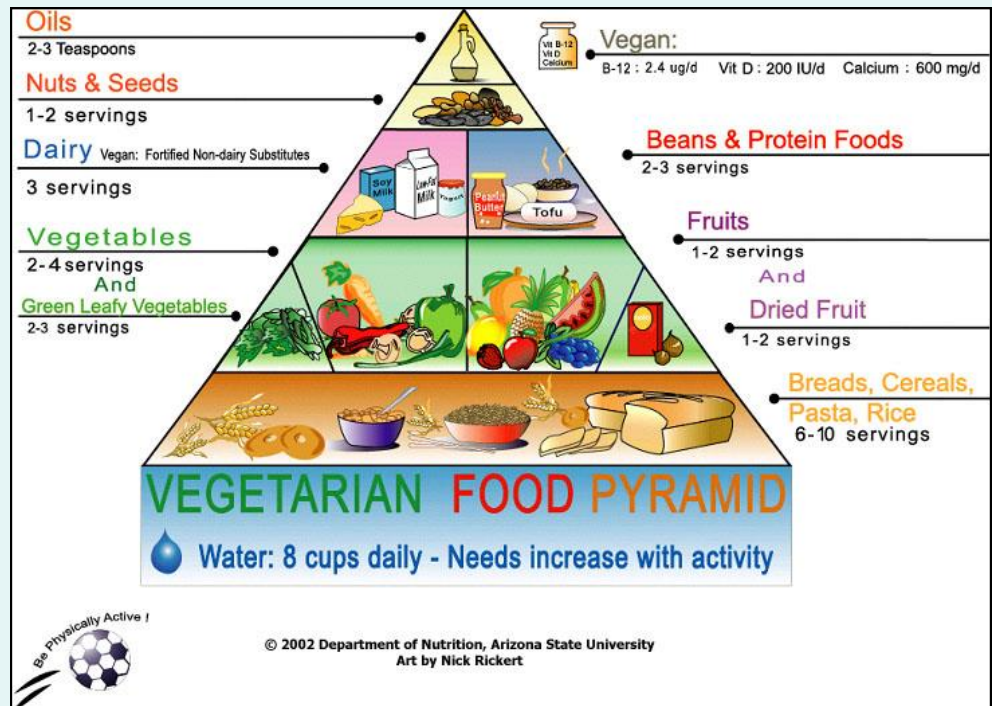 Oils
2-3 Teaspoons
Nuts & Seeds
1-2 servings
Dairy Vegan: Fortified Non-dairy Substitutes
3 servings
Vegetables
2-4 servings
And
Green Leafy Vegetables
2-3 servings
Vit B-12
Vit D
Calcium
Vegan:
B-12 : 2.4 ug/d Vit D : 200 IU/d Calcium : 600 mg/d
Beans & Protein Foods
2-3 servings
Fruits
1-2 servings
And
Dried Fruit
1-2 servings
Breads, Cereals,
Pasta, Rice
6-10 servings
Soy
Milk
Low-Fat
Milk
Yogurt
Peanut
Butter
Tofu
VEGETARIAN FOOD PYRAMID
Water: 8 cups daily - Needs increase with activity
Be Physically Active !
© 2002 Department of Nutrition, Arizona State University
Art by Nick Rickert